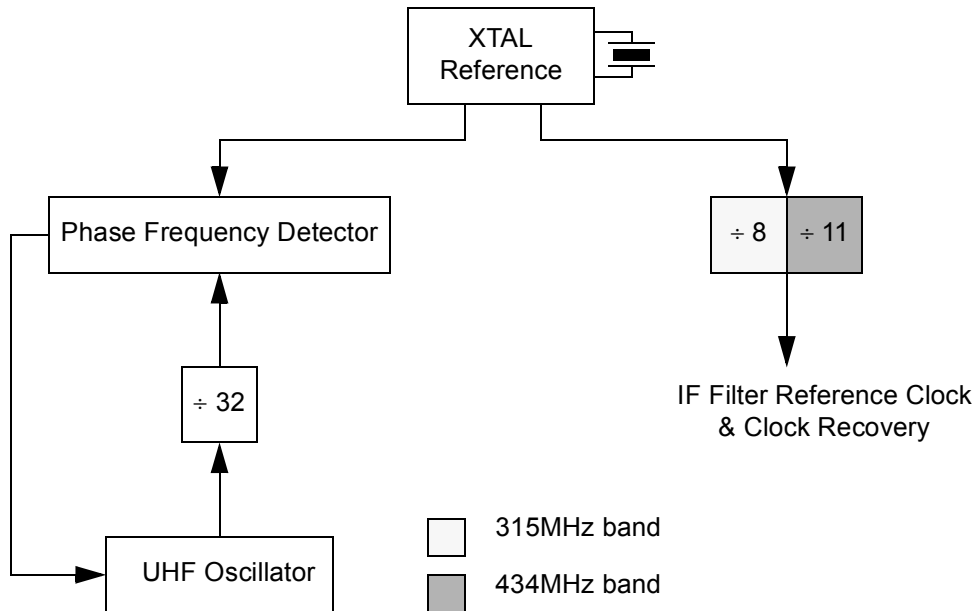 XTAL
Reference
Phase Frequency Detector
÷ 8
÷ 11
÷ 32
IF Filter Reference Clock
& Clock Recovery
315MHz band
UHF Oscillator
434MHz band